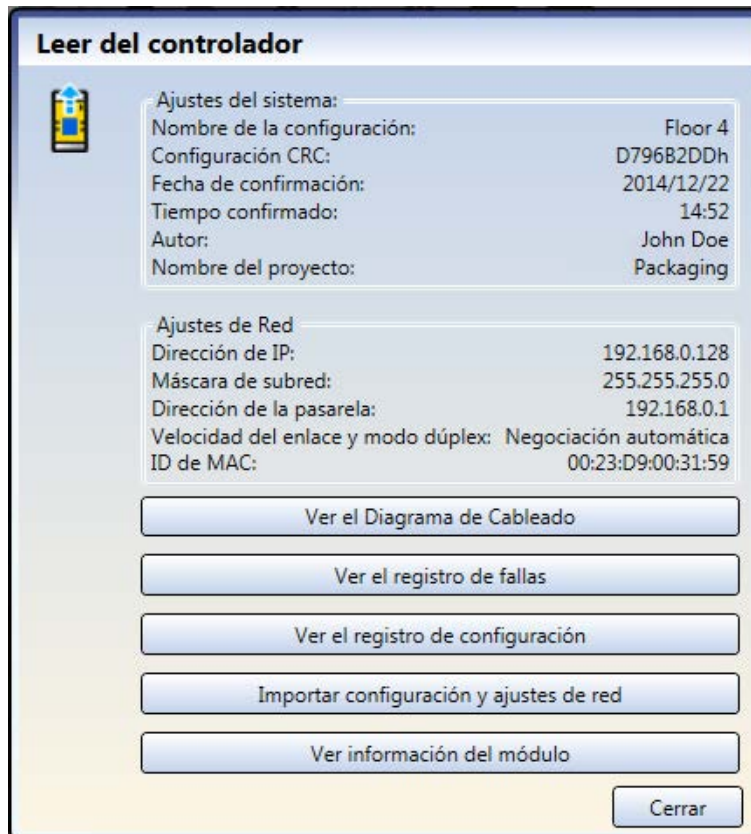 Leer del controlador
Ajustes del sistema:
Nombre de la configuración: Floor 4
Configuración CRC: D796B2DDh
Fecha de confirmación: 2014/12/22
Tiempo confirmado: 14:52
Autor: John Doe
Nombre del proyecto: Packaging
Ajustes de Red
Dirección de IP: 192.168.0.128
Máscara de subred: 255.255.255.0
Dirección de la pasarela: 192.168.0.1
Velocidad del enlace y modo dúplex: Negociación automática
ID de MAC: 00:23:D9:00:31:59
Ver el Diagrama de Cableado
Ver el registro de fallas
Ver el registro de configuración
Importar configuración y ajustes de red
Ver información del módulo
Cerrar